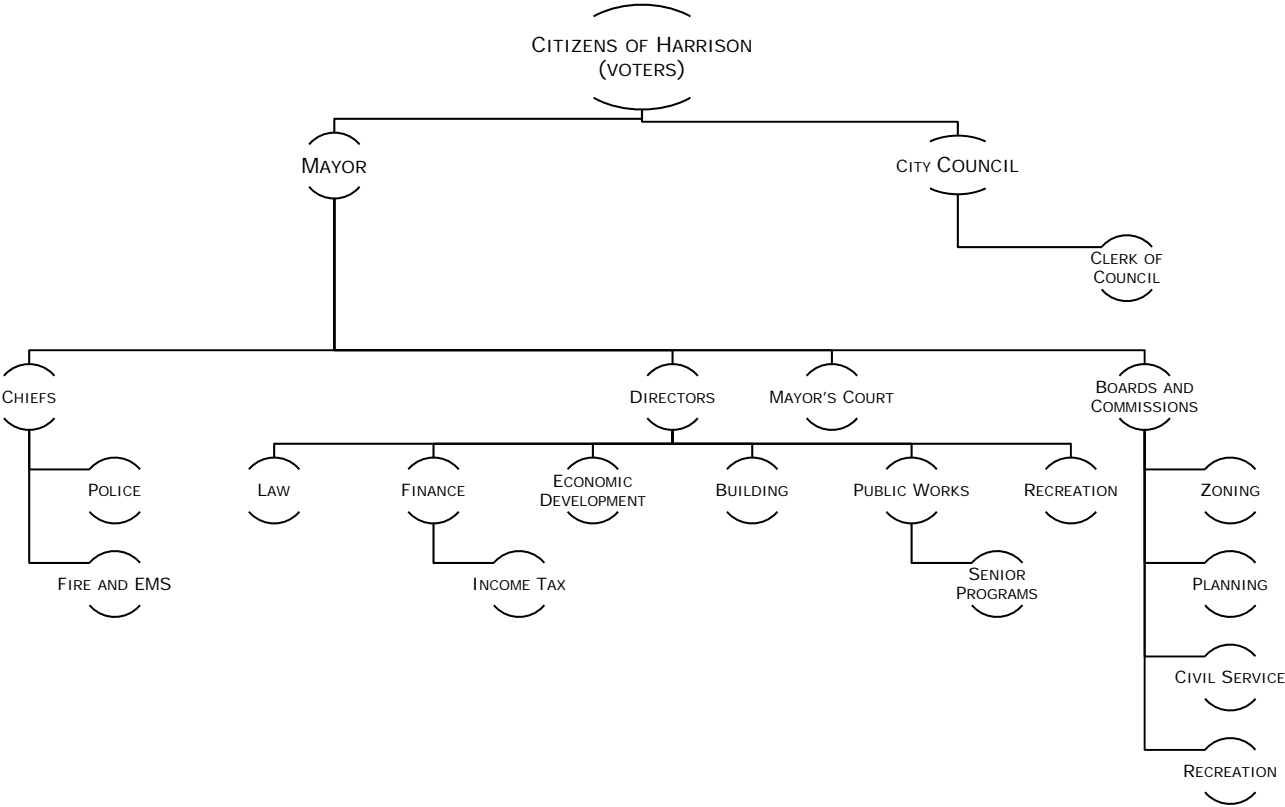 Citizens of Harrison
(voters)
Mayor
city Council
Clerk of
Council
Chiefs
Directors
Mayor's Court
Boards and
Commissions
Police
Law
Finance
Economic
Development
Building
Public Works
Recreation
Zoning
Fire and EMS
Income Tax
Senior
Programs
Planning
Civil Service
Recreation